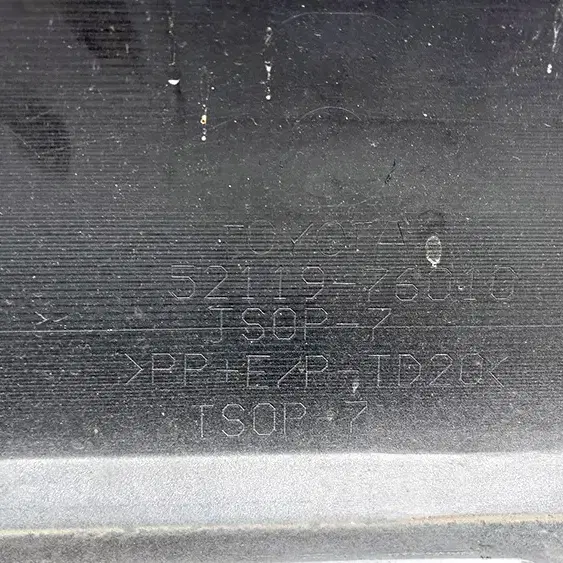 TOYOTA
52119-76010
TSOP-7
>PP+E/P-TD20<
TSOP-7